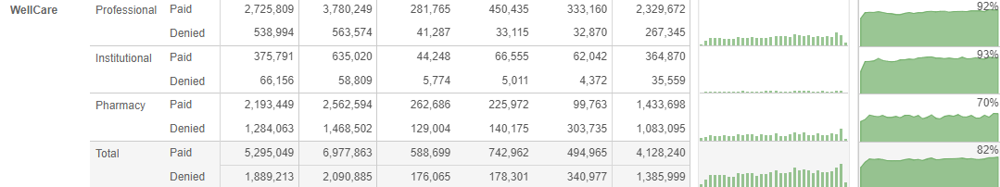 WellCare Professional Paid 2,725,809 3,780,249 281,765 450,435 333,160 2,329,672 92%
Denied 538,994 563,574 41,287 33,115 32,870 267,345
Institutional Paid 375,791 635,020 44,248 66,555 62,042 364,870 93%
Denied 66,156 58,809 5,774 5,011 4,372 35,559
Pharmacy Paid 2,193,449 2,562,594 262,686 225,972 99,763 1,433,698 70%
Denied 1,284,063 1,468,502 129,004 140,175 303,735 1,083,095
Total Paid 5,295,049 6,977,863 588,699 742,962 494,965 4,128,240 82%
Denied 1,889,213 2,090,885 176,065 178,301 340,977 1,385,999